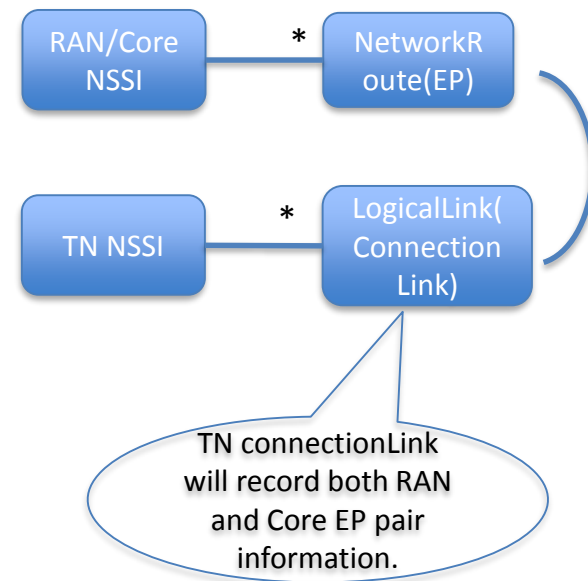 RAN/Core
NSSI
*
NetworkR
oute(EP)
TN NSSI
*
LogicalLink(
Connection
Link)
TN connectionLink
will record both RAN
and Core EP pair
information.